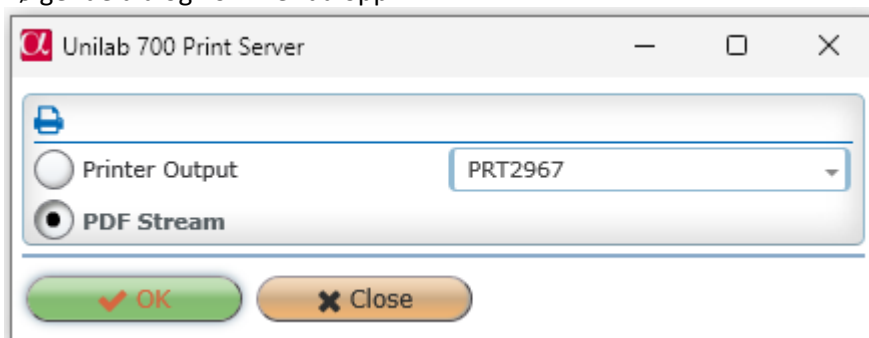 Unilab 700 Print Server
Printer Output PRT2967
PDF Stream
OK Close